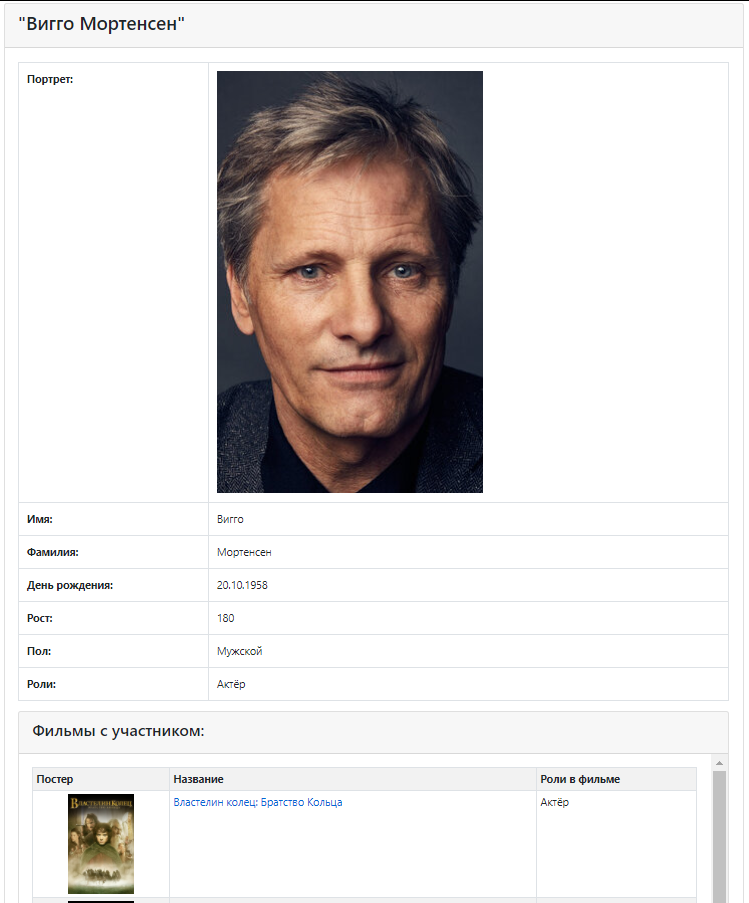 "Вигго Мортенсен"
Портрет:
Имя: Вигго
Фамилия: Мортенсен
День рождения: 20.10.1958
Рост: 180
Пол: Мужской
Роли: Актёр
Фильмы с участником:
Постер Название Роли в фильме
Властелин колец: Братство Кольца Актёр
ВЛАСТЕЛИН КОЛЕЦ